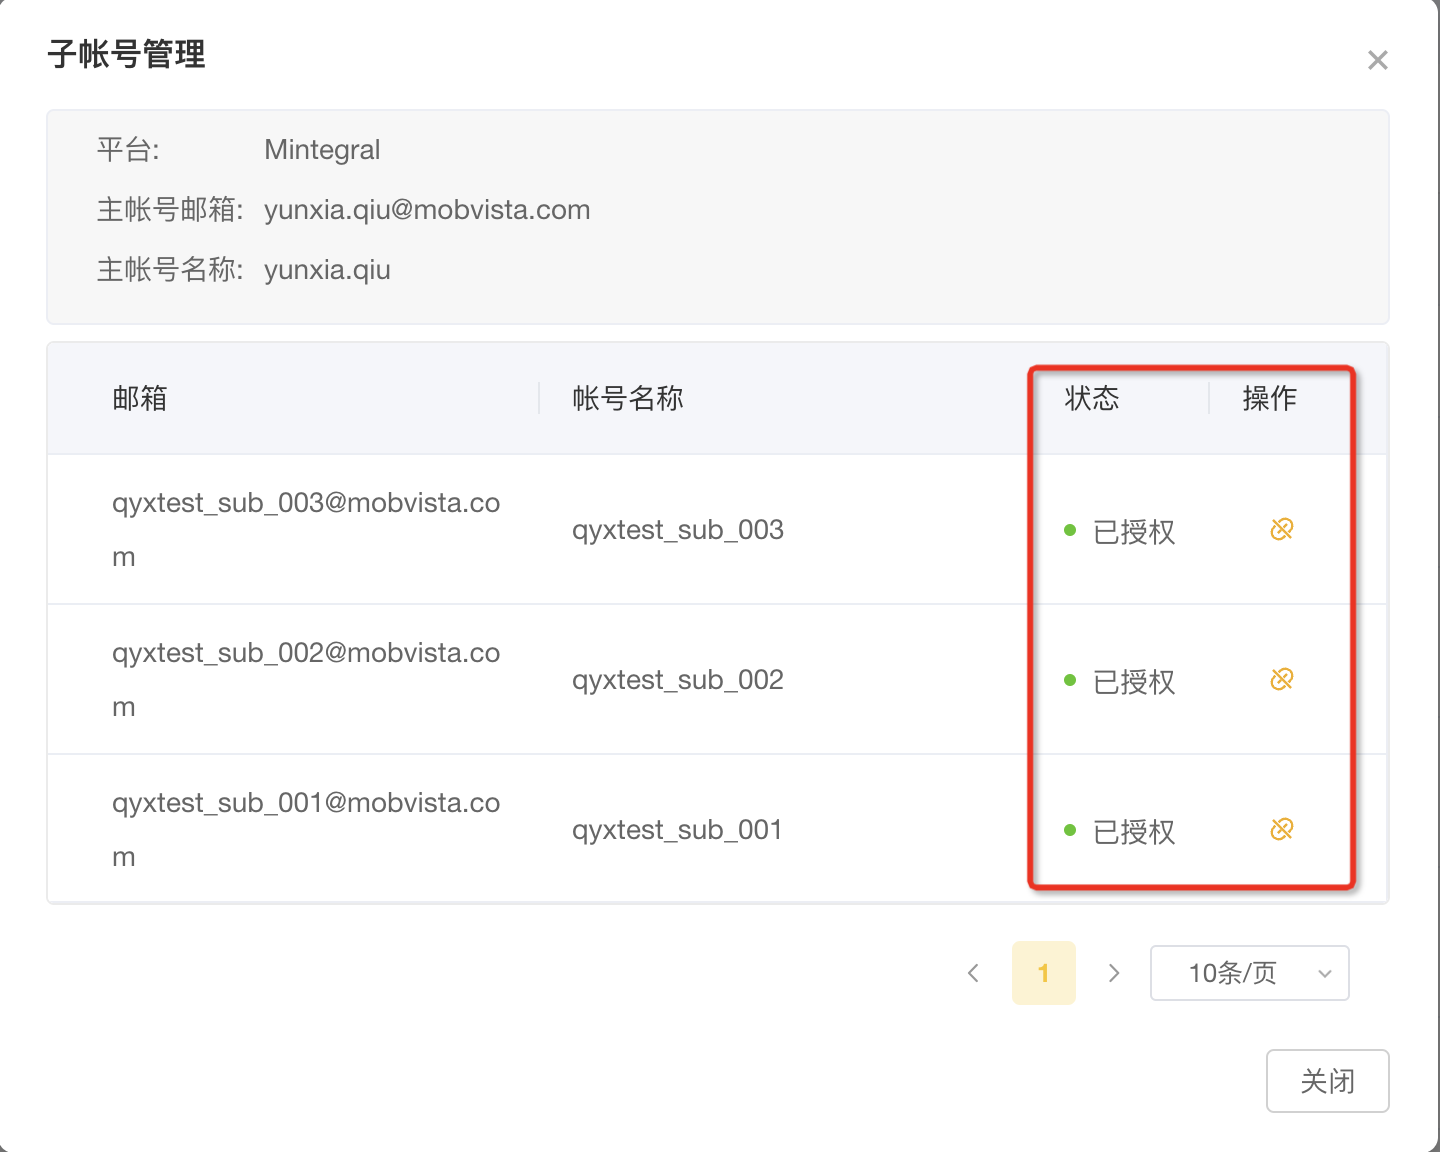 子帐号管理
平台: Mintegral
主帐号邮箱: yunxia.qiu@mobvista.com
主帐号名称: yunxia.qiu
邮箱 帐号名称 状态 操作
qyxtest_sub_003@mobvista.co
m
qyxtest_sub_003 已授权
qyxtest_sub_002@mobvista.co
m
qyxtest_sub_002 已授权
qyxtest_sub_001@mobvista.co
m
qyxtest_sub_001 已授权
1 10条/页
关闭